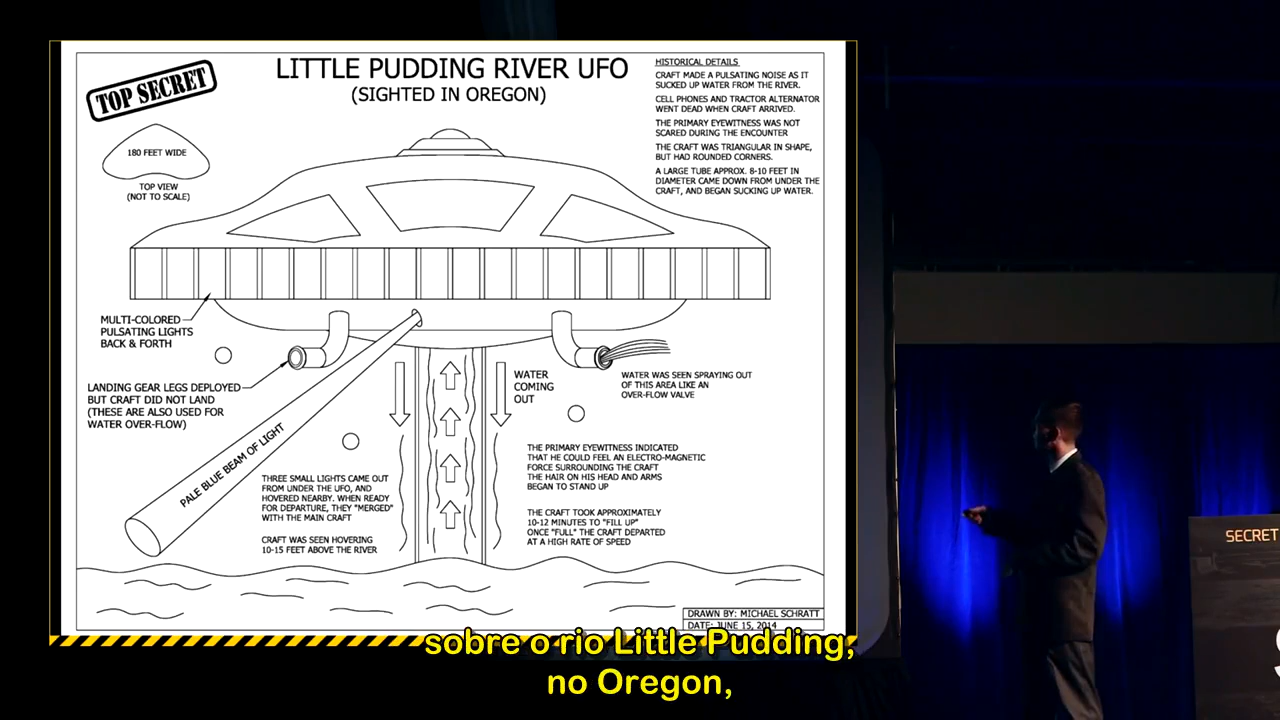 TOP SECRET
LITTLE PUDDING RIVER UFO
(SIGHTED IN OREGON)
HISTORICAL DETAILS
CRAFT MADE A PULSATING NOISE AS IT
SUCKED UP WATER FROM THE RIVER.
CELL PHONES AND TRACTOR ALTERNATOR
WENT DEAD WHEN CRAFT ARRIVED.
THE PRIMARY EYEWITNESS WAS NOT
SCARED DURING THE ENCOUNTER
THE CRAFT WAS TRIANGULAR IN SHAPE,
BUT HAD ROUNDED CORNERS.
A LARGE TUBE APPROX. 8-10 FEET IN
DIAMETER CAME DOWN FROM UNDER THE
CRAFT, AND BEGAN SUCKING UP WATER.
180 FEET WIDE
TOP VIEW
(NOT TO SCALE)
MULTI-COLORED
PULSATING LIGHTS
BACK & FORTH
LANDING GEAR LEGS DEPLOYED
BUT CRAFT DID NOT LAND
(THESE ARE ALSO USED FOR
WATER OVER-FLOW)
WATER
COMING
OUT
WATER WAS SEEN SPRAYING OUT
OF THIS AREA LIKE AN
OVER-FLOW VALVE
PALE BLUE BEAM OF LIGHT
THREE SMALL LIGHTS CAME OUT
FROM UNDER THE UFO, AND
HOVERED NEARBY. WHEN READY
FOR DEPARTURE, THEY "MERGED"
WITH THE MAIN CRAFT
CRAFT WAS SEEN HOVERING
10-15 FEET ABOVE THE RIVER
THE PRIMARY EYEWITNESS INDICATED
THAT HE COULD FEEL AN ELECTRO-MAGNETIC
FORCE SURROUNDING THE CRAFT
THE HAIR ON HIS HEAD AND ARMS
BEGAN TO STAND UP
THE CRAFT TOOK APPROXIMATELY
10-12 MINUTES TO "FILL UP"
ONCE "FULL" THE CRAFT DEPARTED
AT A HIGH RATE OF SPEED
DRAWN BY: MICHAEL SCHRATT
DATE: JUNE 15, 2014
SECRET
sobre o rio Little Pudding,
no Oregon,